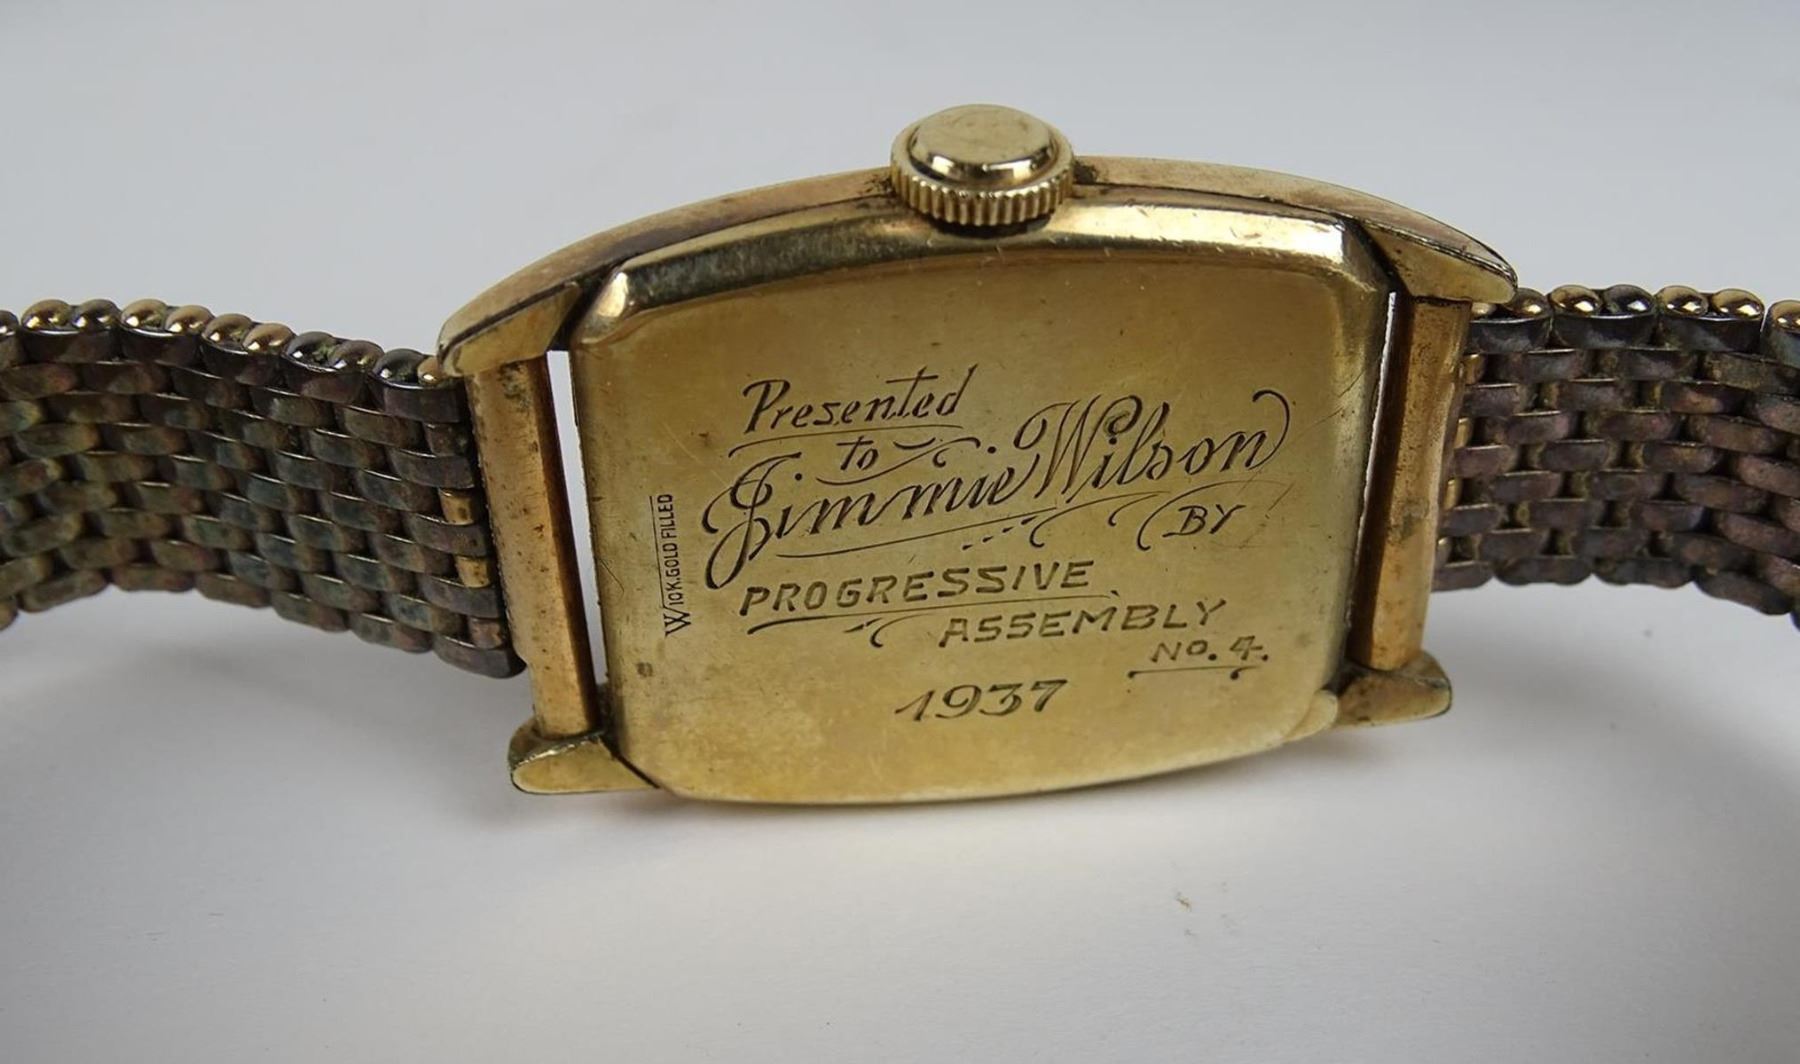 Presented
to
Jimmie Wilson
BY
PROGRESSIVE
ASSEMBLY
No. 4.
1937
W 10K. GOLD FILLED